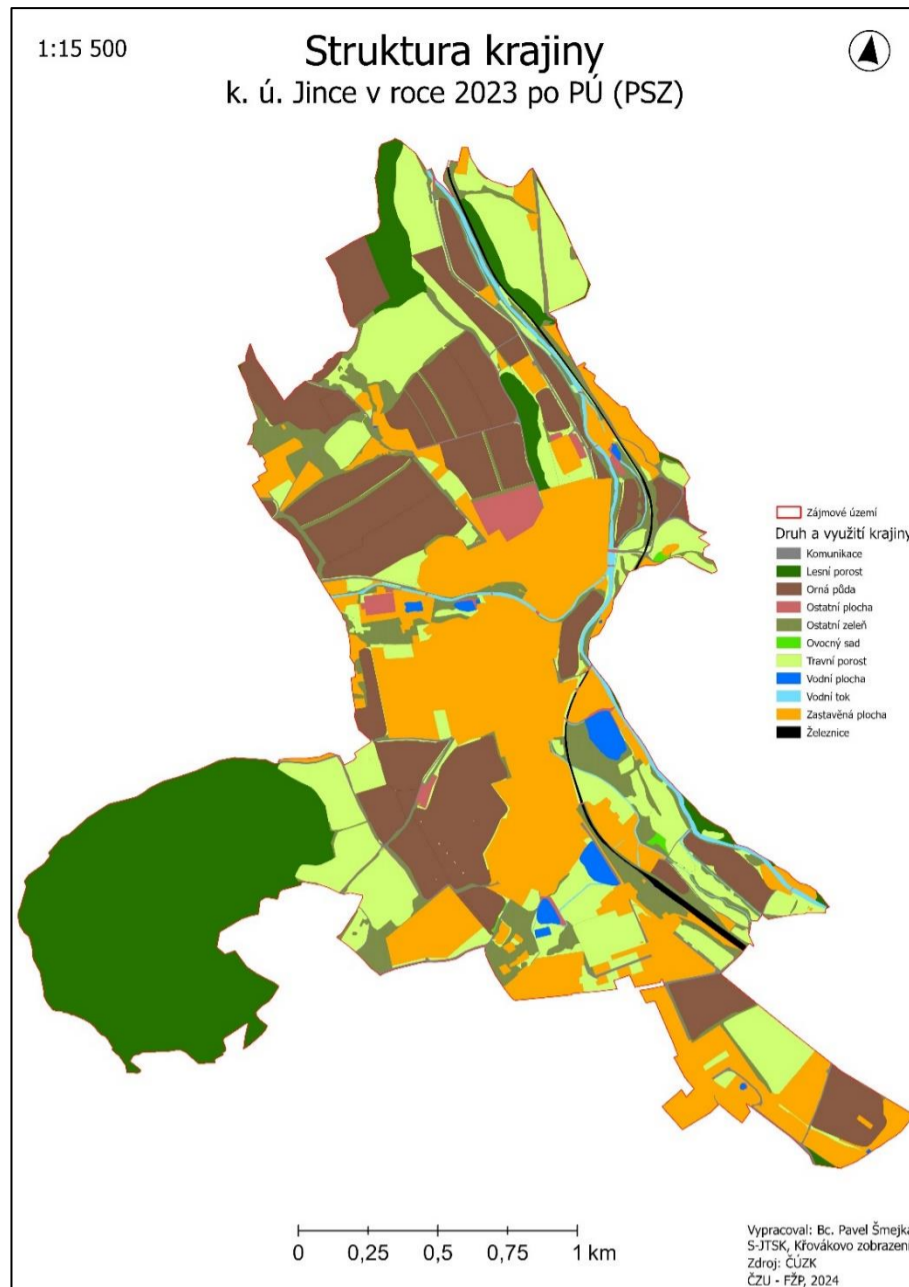 1:15 500
Struktura krajiny
k. ú. Jince v roce 2023 po PÚ (PSZ)
Zájmové území
Druh a využití krajiny
Komunikace
Lesní porost
Orná půda
Ostatní plocha
Ostatní zeleň
Ovocný sad
Travní porost
Vodní plocha
Vodní tok
Zastavěná plocha
Železnice
0 0,25 0,5 0,75 1 km
Vypracoval: Bc. Pavel Šmejka
S-JTSK, Křovákovo zobrazení
Zdroj: ČÚZK
ČZU - FŽP, 2024